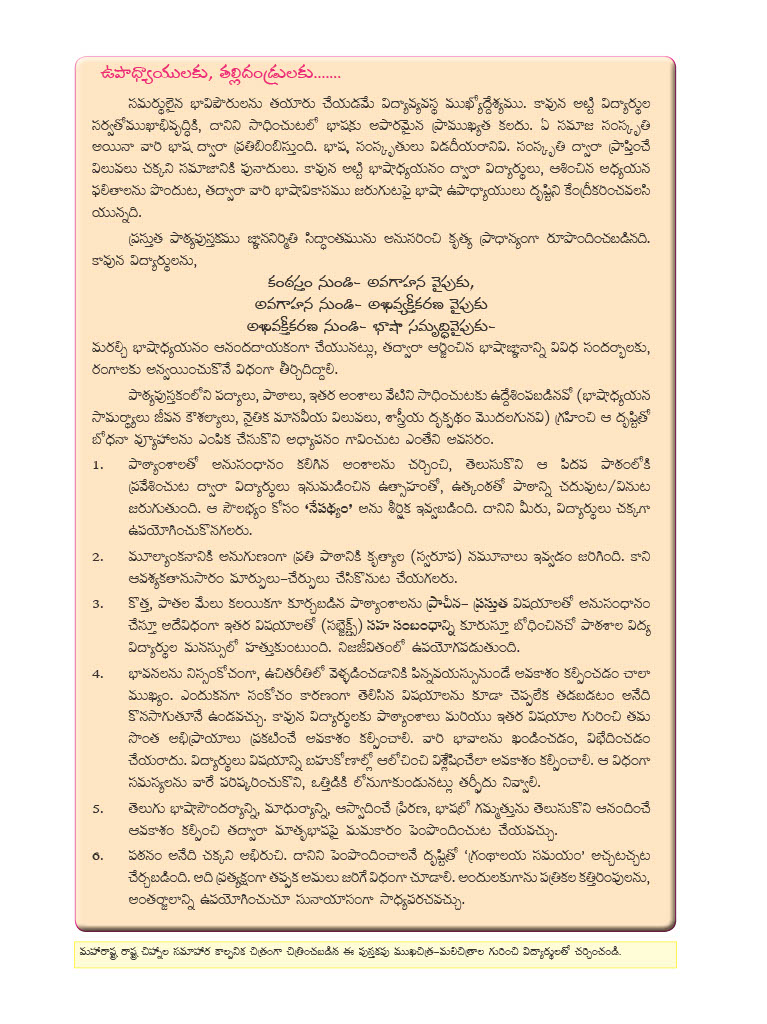 ఉపాధ్యాయులకు, తల్లిదండ్రులకు.......
సమర్థులైన భావిపౌరులను తయారు చేయడమే విద్యావ్యవస్థ ముఖ్యోద్దేశ్యము. కావున అట్టి విద్యార్థుల
సర్వతోముఖాభివృద్ధికి, దానిని సాధించుటలో భాషకు అపారమైన ప్రాముఖ్యత కలదు. ఏ సమాజ సంస్కృతి
అయినా వారి భాష ద్వారా ప్రతిబింబిస్తుంది. భాష, సంస్కృతులు విడదీయరానివి. సంస్కృతి ద్వారా ప్రాప్తించే
విలువలు చక్కని సమాజానికి పునాదులు. కావున అట్టి భాషాధ్యయనం ద్వారా విద్యార్థులు, ఆశించిన అధ్యయన
ఫలితాలను పొందుట, తద్వారా వారి భాషావికాసము జరుగుటపై భాషా ఉపాధ్యాయులు దృష్టిని కేంద్రీకరించవలసి
యున్నది.
ప్రస్తుత పాఠ్యపుస్తకము జ్ఞాననిర్మితి సిద్ధాంతమును అనుసరించి కృత్య ప్రాధాన్యంగా రూపొందించబడినది.
కావున విద్యార్థులను,
కంఠస్తం నుండి- అవగాహన వైపుకు,
అవగాహన నుండి- అభివ్యక్తీకరణ వైపుకు
అభివక్తీకరణ నుండి- భాషా సమృద్ధివైపుకు-
మరల్చి భాషాధ్యయనం ఆనందదాయకంగా చేయునట్లు, తద్వారా ఆర్జించిన భాషాజ్ఞానాన్ని వివిధ సందర్భాలకు,
రంగాలకు అన్వయించుకొనే విధంగా తీర్చిదిద్దాలి.
పాఠ్యపుస్తకంలోని పద్యాలు, పాఠాలు, ఇతర అంశాలు వేటిని సాధించుటకు ఉద్దేశింపబడినవో (భాషాధ్యయన
సామర్థ్యాలు జీవన కౌశల్యాలు, నైతిక మానవీయ విలువలు, శాస్త్రీయ దృక్పథం మొదలగునవి) గ్రహించి ఆ దృష్టితో
బోధనా వ్యూహాలను ఎంపిక చేసుకొని అధ్యాపనం గావించుట ఎంతేని అవసరం.
1. పాఠ్యాంశాలతో అనుసంధానం కలిగిన అంశాలను చర్చించి, తెలుసుకొని ఆ పిదప పాఠంలోకి
ప్రవేశించుట ద్వారా విద్యార్థులు ఇనుమడించిన ఉత్సాహంతో, ఉత్కంఠతో పాఠాన్ని చదువుట/వినుట
జరుగుతుంది. ఆ సౌలభ్యం కోసం ‘నేపథ్యం’ అను శీర్షిక ఇవ్వబడింది. దానిని మీరు, విద్యార్థులు చక్కగా
ఉపయోగించుకొనగలరు.
2. మూల్యాంకనానికి అనుగుణంగా ప్రతి పాఠానికి కృత్యాల (స్వరూప) నమూనాలు ఇవ్వడం జరిగింది. కాని
ఆవశ్యకతానుసారం మార్పులు-చేర్పులు చేసికొనుట చేయగలరు.
3. కొత్త, పాతల మేలు కలయికగా కూర్చబడిన పాఠ్యాంశాలను ప్రాచీన- ప్రస్తుత విషయాలతో అనుసంధానం
చేస్తూ అదేవిధంగా ఇతర విషయాలతో (సబ్జెక్ట్స్) సహ సంబంధాన్ని కూరుస్తూ బోధించినచో పాఠశాల విద్య
విద్యార్థుల మనస్సులో హత్తుకుంటుంది. నిజజీవితంలో ఉపయోగపడుతుంది.
4. భావనలను నిస్సంకోచంగా, ఉచితరీతిలో వెళ్ళడించడానికి పిన్నవయస్సునుండే అవకాశం కల్పించడం చాలా
ముఖ్యం. ఎందుకనగా సంకోచం కారణంగా తెలిసిన విషయాలను కూడా చెప్పలేక తడబడటం అనేది
కొనసాగుతూనే ఉండవచ్చు. కావున విద్యార్థులకు పాఠ్యాంశాలు మరియు ఇతర విషయాల గురించి తమ
సొంత అభిప్రాయాలు ప్రకటించే అవకాశం కల్పించాలి. వారి భావాలను ఖండించడం, విభేదించడం
చేయరాదు. విద్యార్థులు విషయాన్ని బహుకోణాల్లో ఆలోచించి విశ్లేషించేలా అవకాశం కల్పించాలి. ఆ విధంగా
సమస్యలను వారే పరిష్కరించుకొని, ఒత్తిడికి లోనుగాకుండునట్లు తర్ఫీదు నివ్వాలి.
5. తెలుగు భాషాసౌందర్యాన్ని, మాధుర్యాన్ని, ఆస్వాదించే ప్రేరణ, భాషలో గమ్మత్తును తెలుసుకొని ఆనందించే
అవకాశం కల్పించి తద్వారా మాతృభాషపై మమకారం పెంపొందించుట చేయవచ్చు.
6. పఠనం అనేది చక్కని అభిరుచి. దానిని పెంపొందించాలనే దృష్టితో ‘గ్రంథాలయ సమయం’ అచ్చటచ్చట
చేర్చబడింది. అది ప్రత్యక్షంగా తప్పక అమలు జరిగే విధంగా చూడాలి. అందులకుగాను పత్రికల కత్తిరింపులను,
అంతర్జాలాన్ని ఉపయోగించుచూ సునాయాసంగా సాధ్యపరచవచ్చు.
మహారాష్ట్ర రాష్ట్ర చిహ్నాల సమాహార కాల్పనిక చిత్రంగా చిత్రించబడిన ఈ పుస్తకపు ముఖచిత్ర-మలిచిత్రాల గురించి విద్యార్థులతో చర్చించండి.